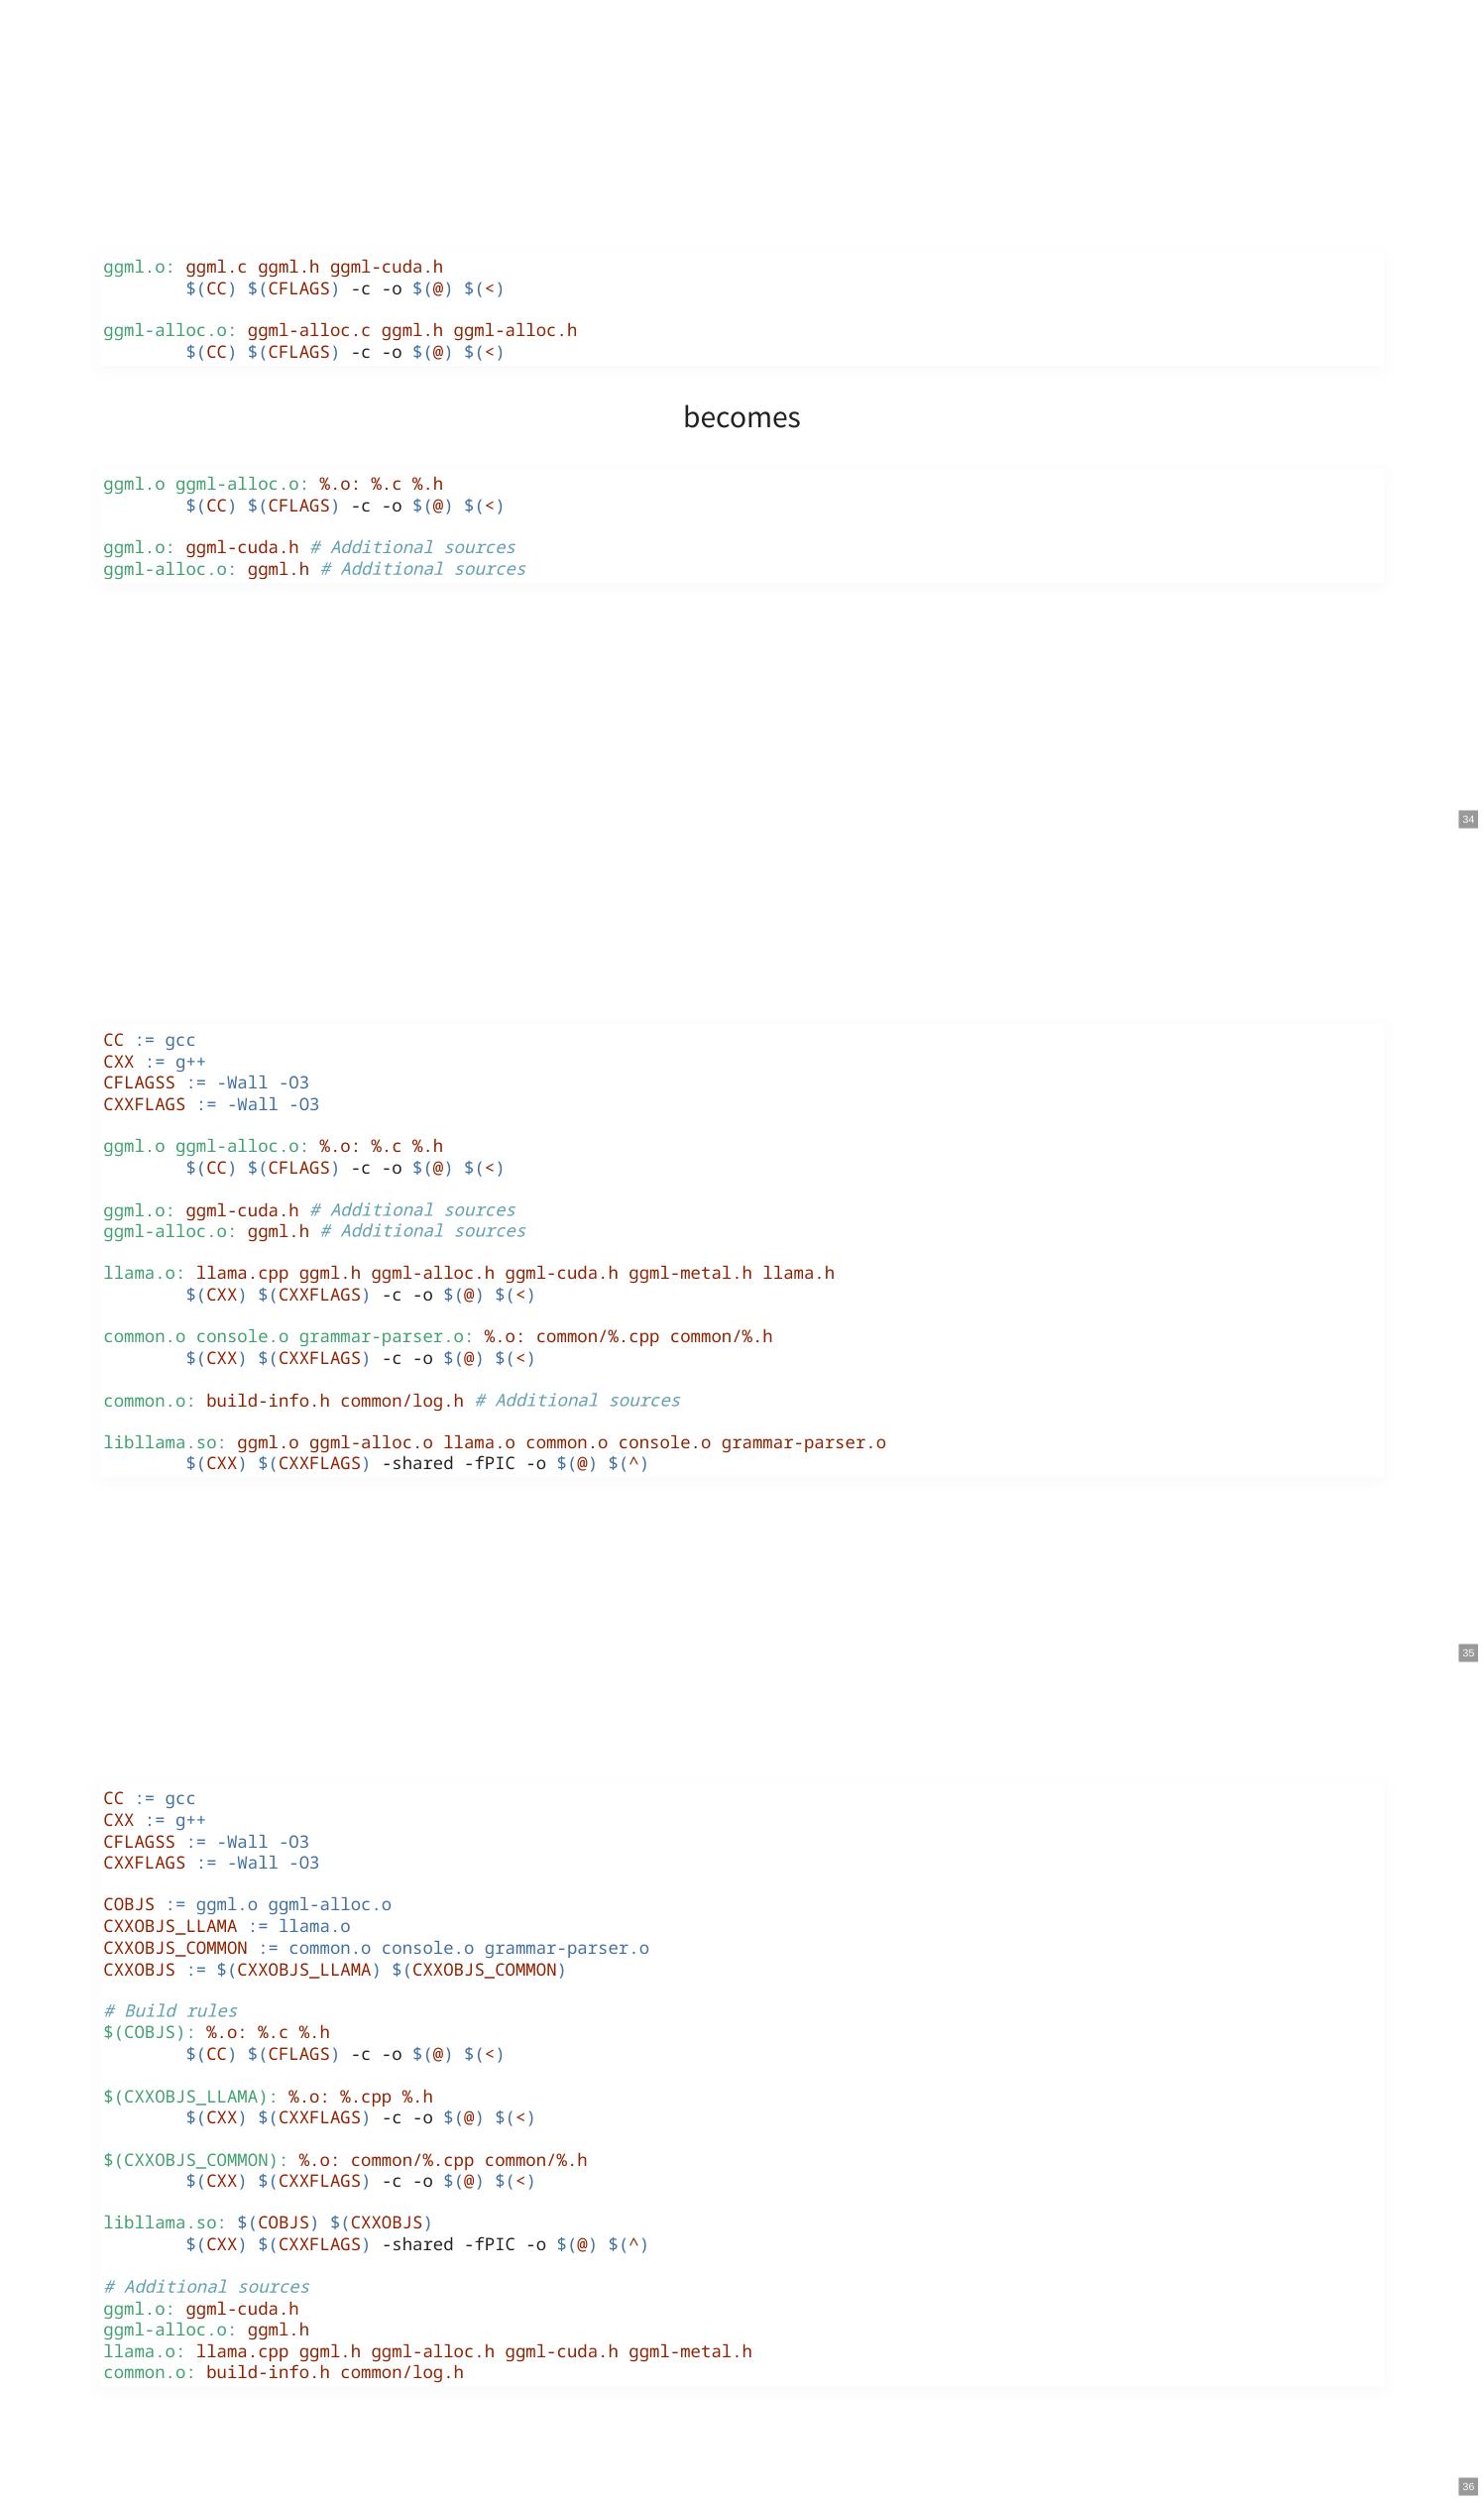 ggml.o: ggml.c ggml.h ggml-cuda.h
        $(CC) $(CFLAGS) -c -o $(@) $(<)

ggml-alloc.o: ggml-alloc.c ggml.h ggml-alloc.h
        $(CC) $(CFLAGS) -c -o $(@) $(<)

becomes

ggml.o ggml-alloc.o: %.o: %.c %.h
        $(CC) $(CFLAGS) -c -o $(@) $(<)

ggml.o: ggml-cuda.h # Additional sources
ggml-alloc.o: ggml.h # Additional sources

34

CC := gcc
CXX := g++
CFLAGSS := -Wall -O3
CXXFLAGS := -Wall -O3

ggml.o ggml-alloc.o: %.o: %.c %.h
        $(CC) $(CFLAGS) -c -o $(@) $(<)

ggml.o: ggml-cuda.h # Additional sources
ggml-alloc.o: ggml.h # Additional sources

llama.o: llama.cpp ggml.h ggml-alloc.h ggml-cuda.h ggml-metal.h llama.h
        $(CXX) $(CXXFLAGS) -c -o $(@) $(<)

common.o console.o grammar-parser.o: %.o: common/%.cpp common/%.h
        $(CXX) $(CXXFLAGS) -c -o $(@) $(<)

common.o: build-info.h common/log.h # Additional sources

libllama.so: ggml.o ggml-alloc.o llama.o common.o console.o grammar-parser.o
        $(CXX) $(CXXFLAGS) -shared -fPIC -o $(@) $(^)

35

CC := gcc
CXX := g++
CFLAGSS := -Wall -O3
CXXFLAGS := -Wall -O3

COBJS := ggml.o ggml-alloc.o
CXXOBJS_LLAMA := llama.o
CXXOBJS_COMMON := common.o console.o grammar-parser.o
CXXOBJS := $(CXXOBJS_LLAMA) $(CXXOBJS_COMMON)

# Build rules
$(COBJS): %.o: %.c %.h
        $(CC) $(CFLAGS) -c -o $(@) $(<)

$(CXXOBJS_LLAMA): %.o: %.cpp %.h
        $(CXX) $(CXXFLAGS) -c -o $(@) $(<)

$(CXXOBJS_COMMON): %.o: common/%.cpp common/%.h
        $(CXX) $(CXXFLAGS) -c -o $(@) $(<)

libllama.so: $(COBJS) $(CXXOBJS)
        $(CXX) $(CXXFLAGS) -shared -fPIC -o $(@) $(^)

# Additional sources
ggml.o: ggml-cuda.h
ggml-alloc.o: ggml.h
llama.o: llama.cpp ggml.h ggml-alloc.h ggml-cuda.h ggml-metal.h
common.o: build-info.h common/log.h

36